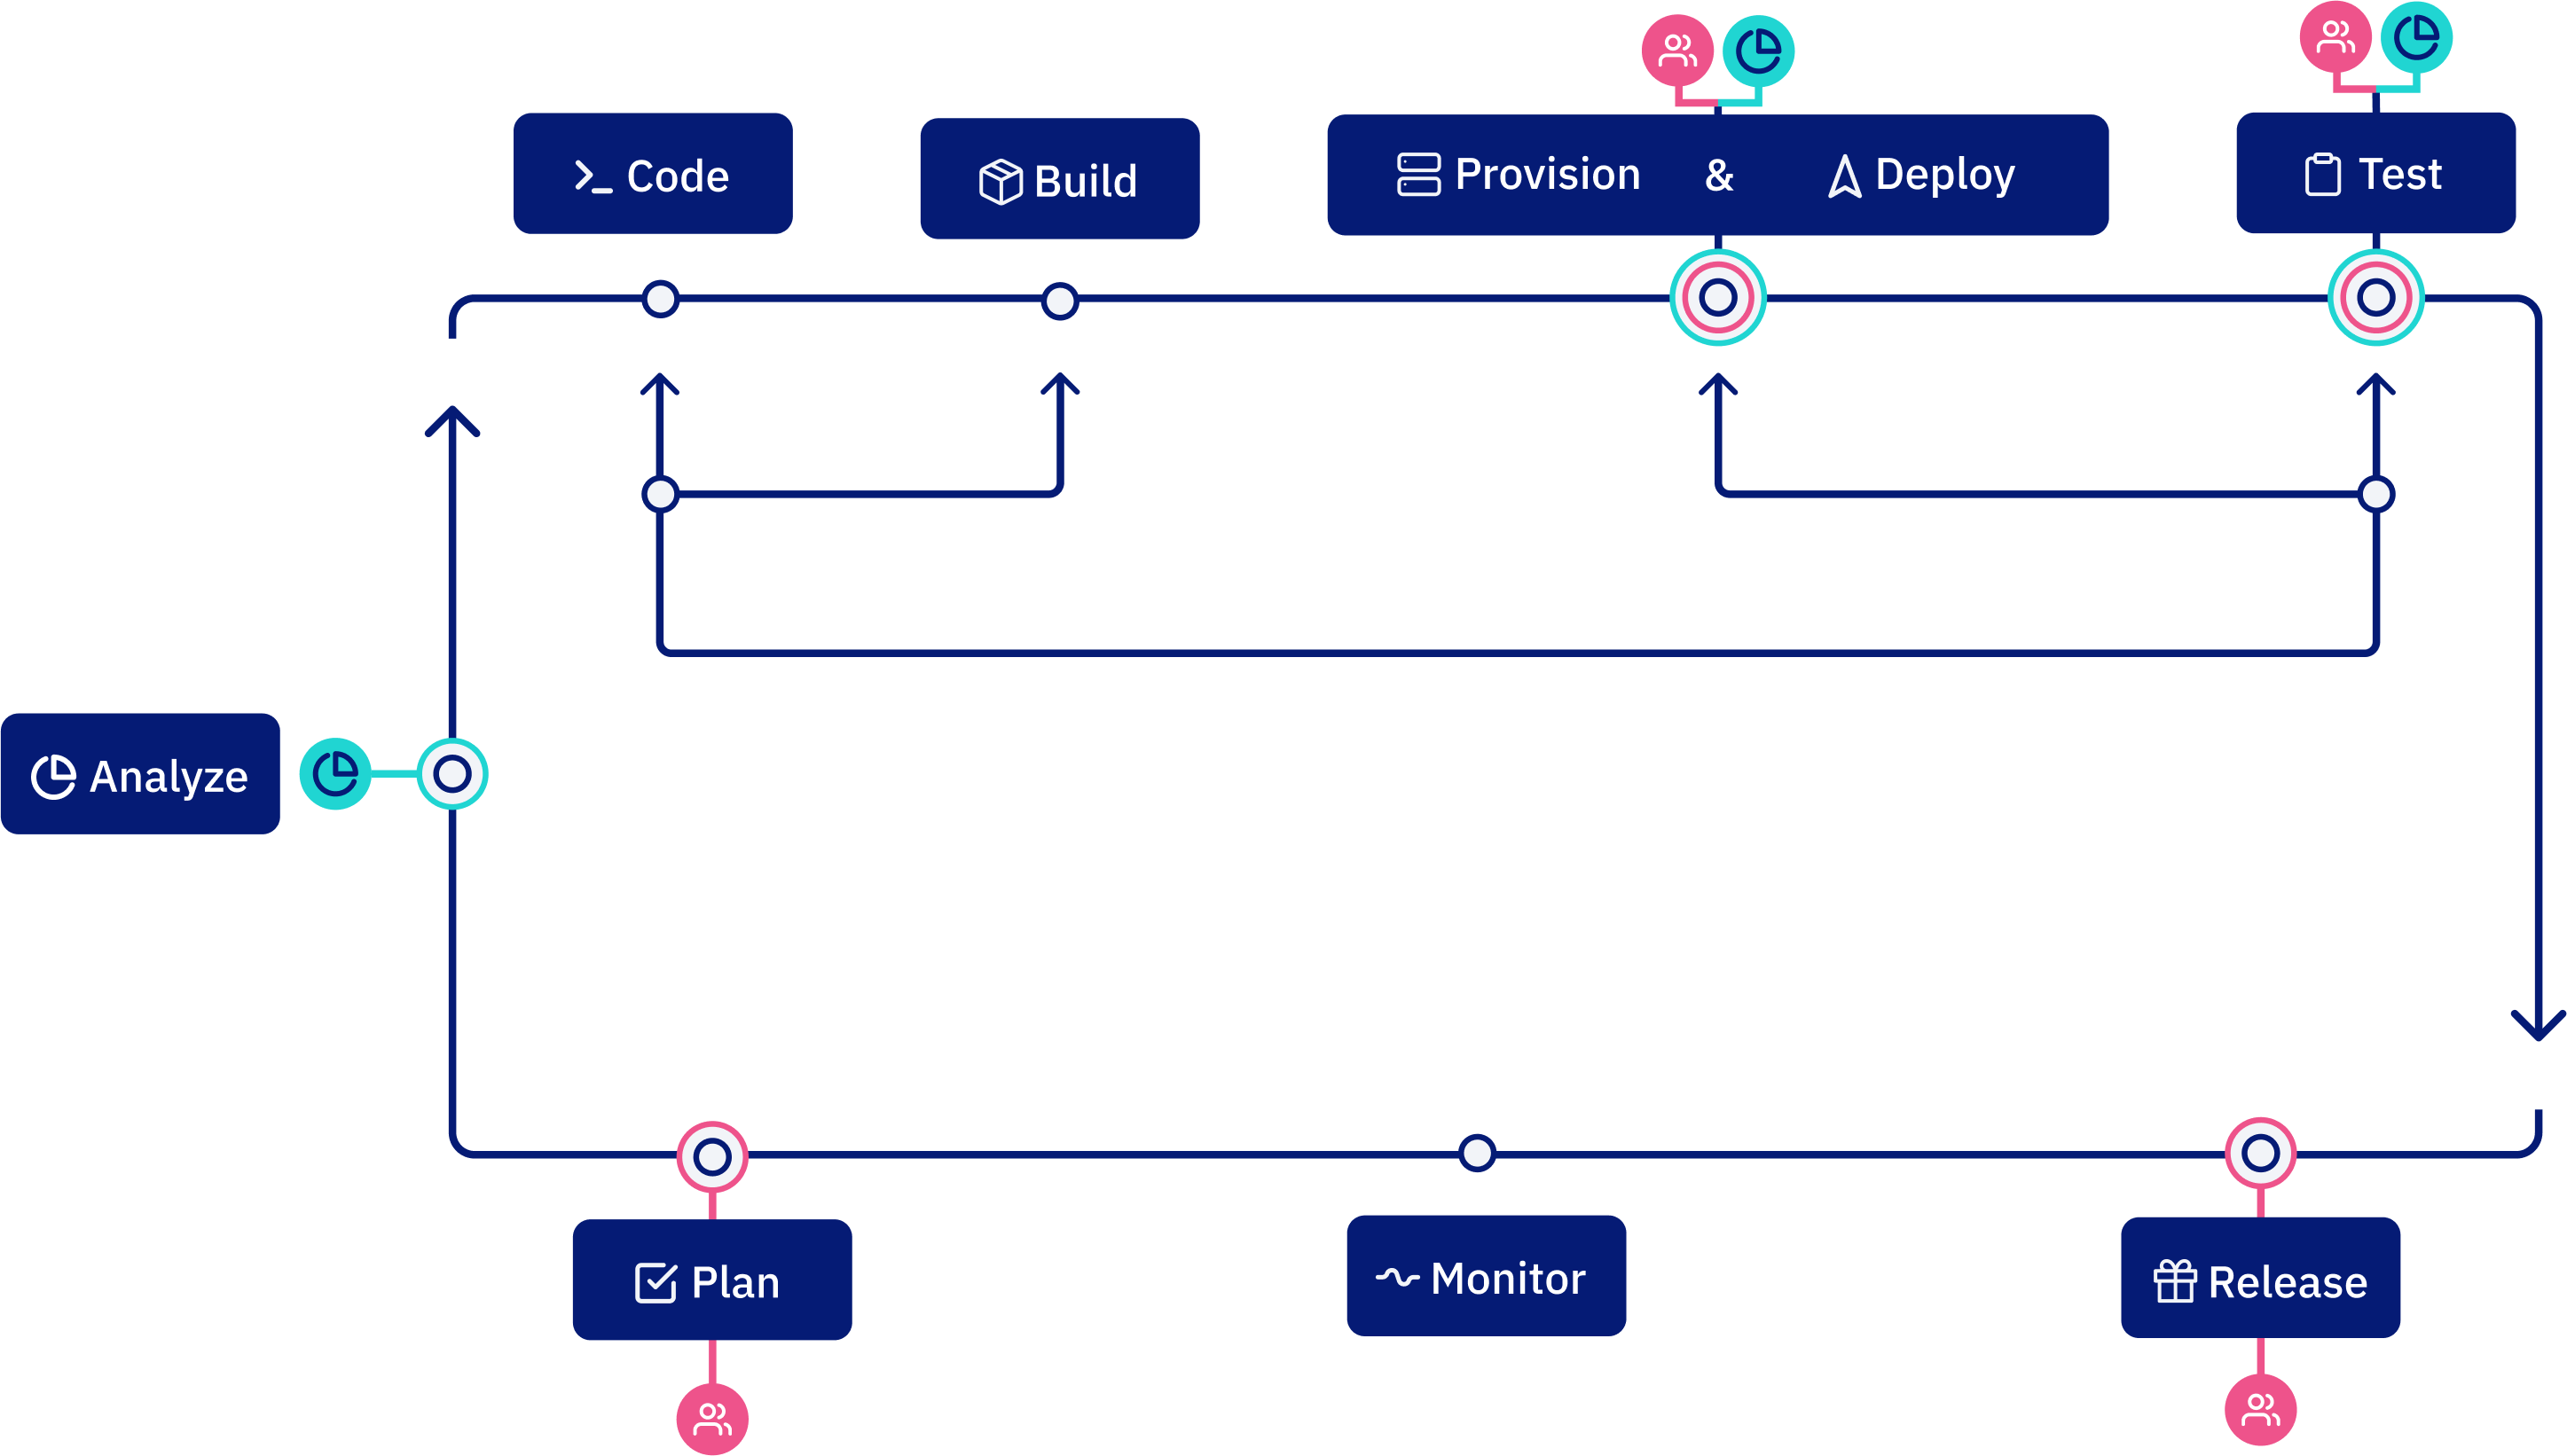 Code
Build
Provision & Deploy
Test
Analyze
Plan
Monitor
Release